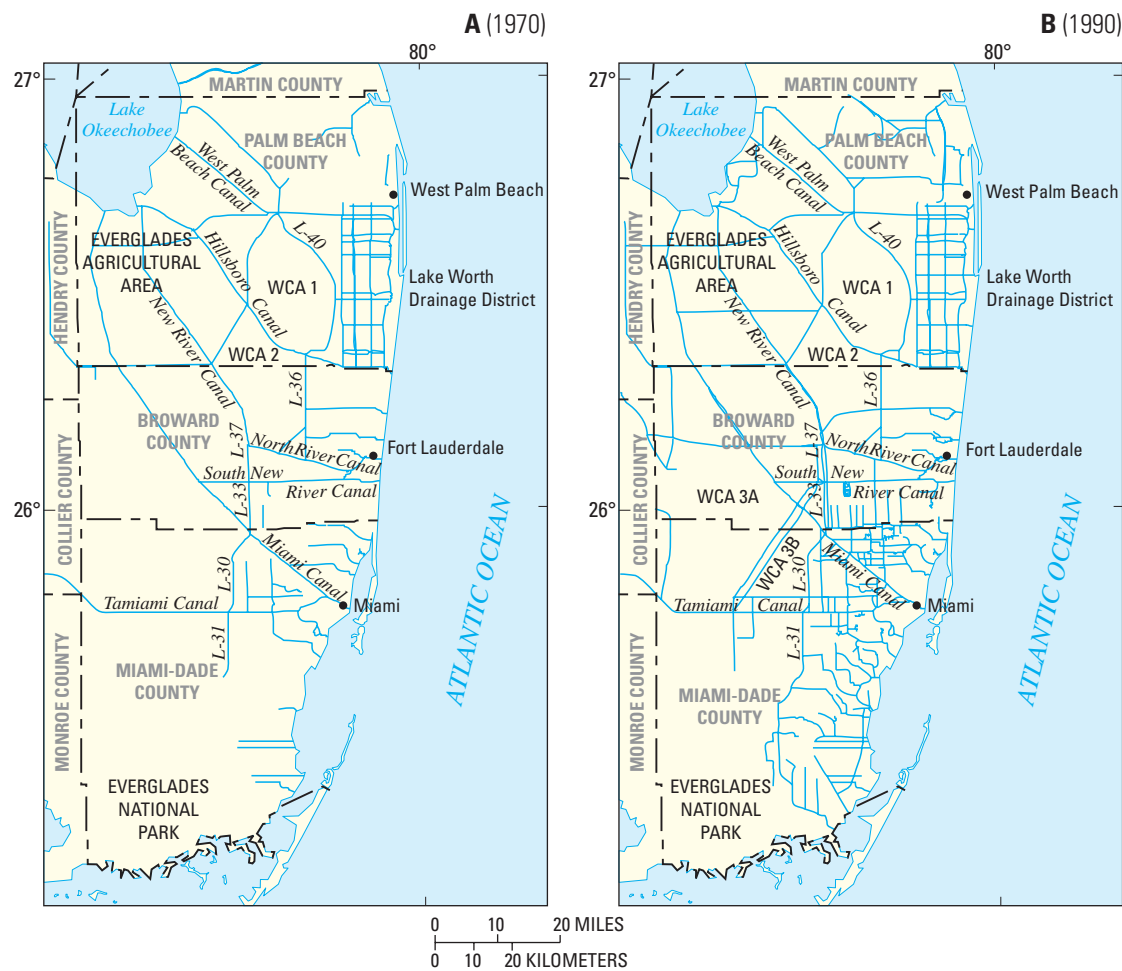 A (1970)
80°
27°
MARTIN COUNTY
Lake
Okeechobee
PALM BEACH
COUNTY
West Palm
Beach Canal
West Palm Beach
L-40
HENDRY COUNTY
EVERGLADES
AGRICULTURAL
AREA
Hillsboro
Canal
WCA 1
Lake Worth
Drainage District
New River
Canal
WCA 2
L-36
BROWARD
COUNTY
L-37
North River Canal
Fort Lauderdale
South New
River Canal
L-33
COLLIER COUNTY
26°
ATLANTIC OCEAN
Miami Canal
L-30
Tamiami Canal
Miami
L-31
MIAMI-DADE
COUNTY
MONROE COUNTY
EVERGLADES
NATIONAL
PARK
B (1990)
80°
27°
MARTIN COUNTY
Lake
Okeechobee
PALM BEACH
COUNTY
West Palm
Beach Canal
West Palm Beach
L-40
HENDRY COUNTY
EVERGLADES
AGRICULTURAL
AREA
Hillsboro
Canal
WCA 1
Lake Worth
Drainage District
New River
Canal
WCA 2
L-36
BROWARD
COUNTY
L-37
North River Canal
Fort Lauderdale
South New
River Canal
L-33
WCA 3A
COLLIER COUNTY
26°
ATLANTIC OCEAN
WCA 3B
Miami Canal
L-30
Tamiami Canal
Miami
L-31
MIAMI-DADE
COUNTY
MONROE COUNTY
EVERGLADES
NATIONAL
PARK
0 10 20 MILES
0 10 20 KILOMETERS